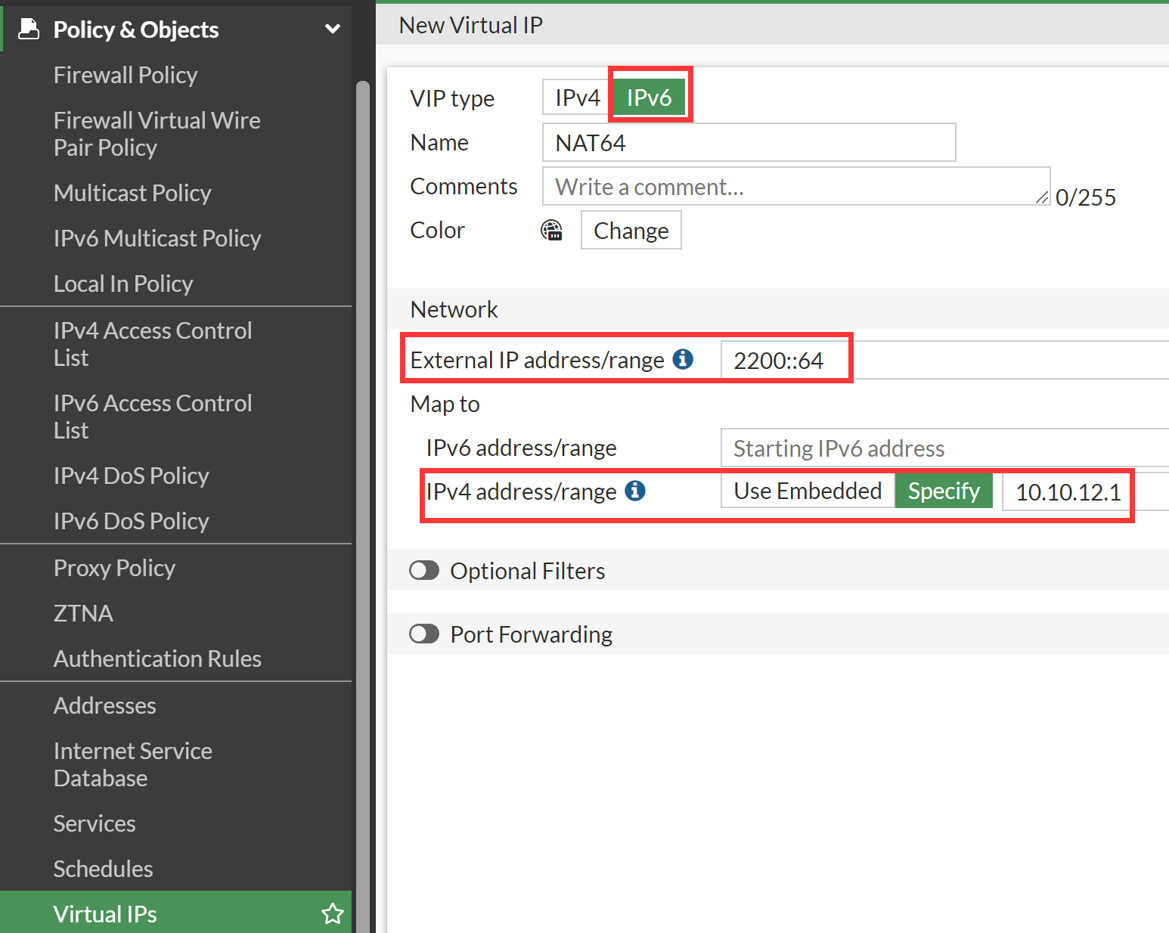 Policy & Objects
Firewall Policy
Firewall Virtual Wire
Pair Policy
Multicast Policy
IPv6 Multicast Policy
Local In Policy
IPv4 Access Control
List
IPv6 Access Control
List
IPv4 DoS Policy
IPv6 DoS Policy
Proxy Policy
ZTNA
Authentication Rules
Addresses
Internet Service
Database
Services
Schedules
Virtual IPs
New Virtual IP
VIP type IPv4 IPv6
Name NAT64
Comments Write a comment... 0/255
Color Change
Network
External IP address/range 2200::64
Map to
IPv6 address/range Starting IPv6 address
IPv4 address/range Use Embedded Specify 10.10.12.1
Optional Filters
Port Forwarding